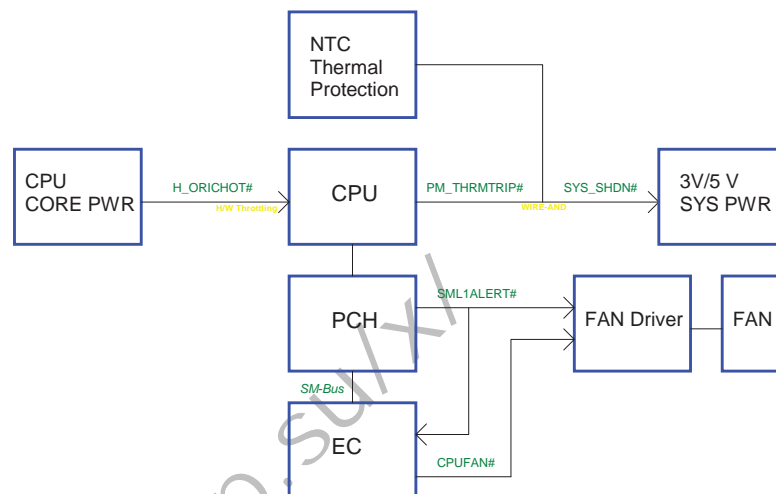 NTC
Thermal
Protection
CPU
CORE PWR
H_ORICHOT#
H/W Throttling
CPU
PM_THRMTRIP#
WIRE-AND
SYS_SHDN#
3V/5 V
SYS PWR
PCH
SML1ALERT#
FAN Driver
FAN
SM-Bus
EC
CPUFAN#
.su/x/